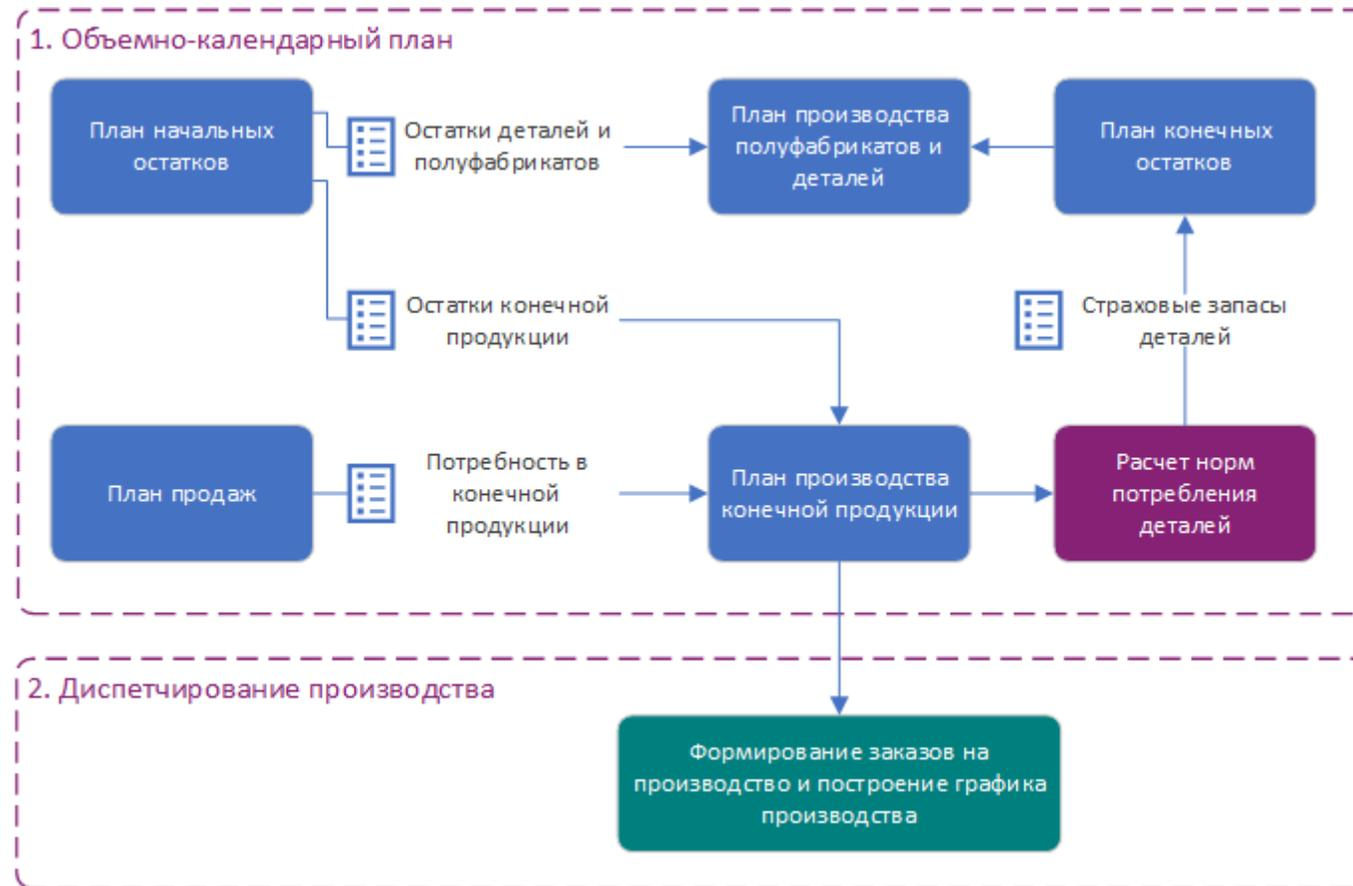 1. Объемно-календарный план
План начальных
остатков
Остатки деталей и
полуфабрикатов
План производства
полуфабрикатов и
деталей
План конечных
остатков
Остатки конечной
продукции
Страховые запасы
деталей
План продаж
Потребность в
конечной
продукции
План производства
конечной продукции
Расчет норм
потребления
деталей
2. Диспетчирование производства
Формирование заказов на
производство и построение графика
производства